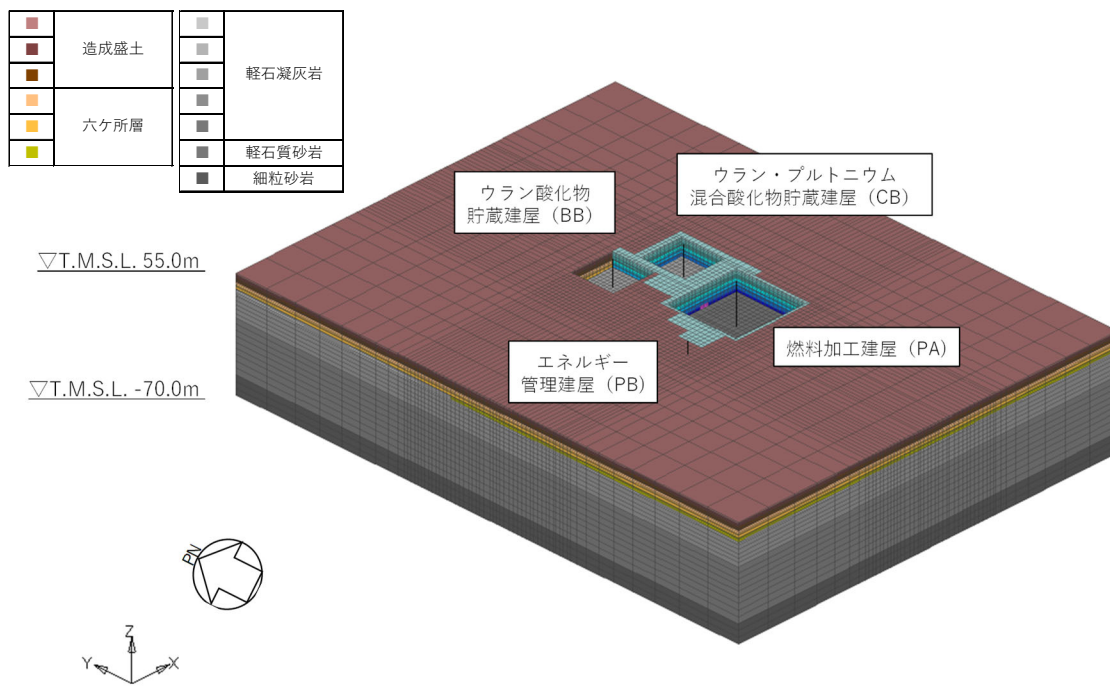 造成盛土
六ケ所層
軽石凝灰岩
軽石質砂岩
細粒砂岩
ウラン酸化物
貯蔵建屋（BB）
ウラン・プルトニウム
混合酸化物貯蔵建屋（CB）
▽T.M.S.L. 55.0m
エネルギー
管理建屋（PB）
燃料加工建屋（PA）
▽T.M.S.L. -70.0m
PN
Z
Y
X